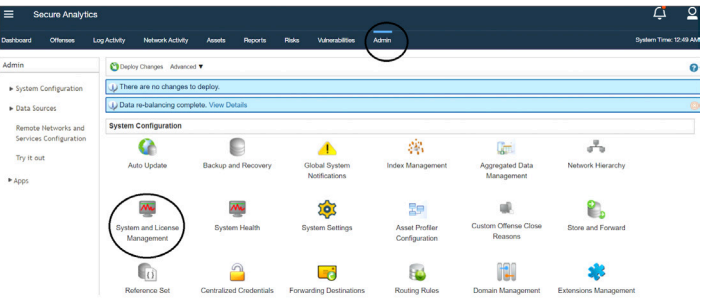 Secure Analytics
Dashboard Offenses Log Activity Network Activity Assets Reports Risks Vulnerabilities Admin System Time: 12:49 AM
Admin
Deploy Changes Advanced ▼
There are no changes to deploy.
Data re-balancing complete. View Details
System Configuration
Data Sources
Remote Networks and
Services Configuration
Try it out
Apps
System Configuration
Auto Update Backup and Recovery Global System
Notifications Index Management Aggregated Data
Management Network Hierarchy
System and License
Management System Health System Settings Asset Profiler
Configuration Custom Offense Close
Reasons Store and Forward
Reference Set Centralized Credentials Forwarding Destinations Routing Rules Domain Management Extensions Management